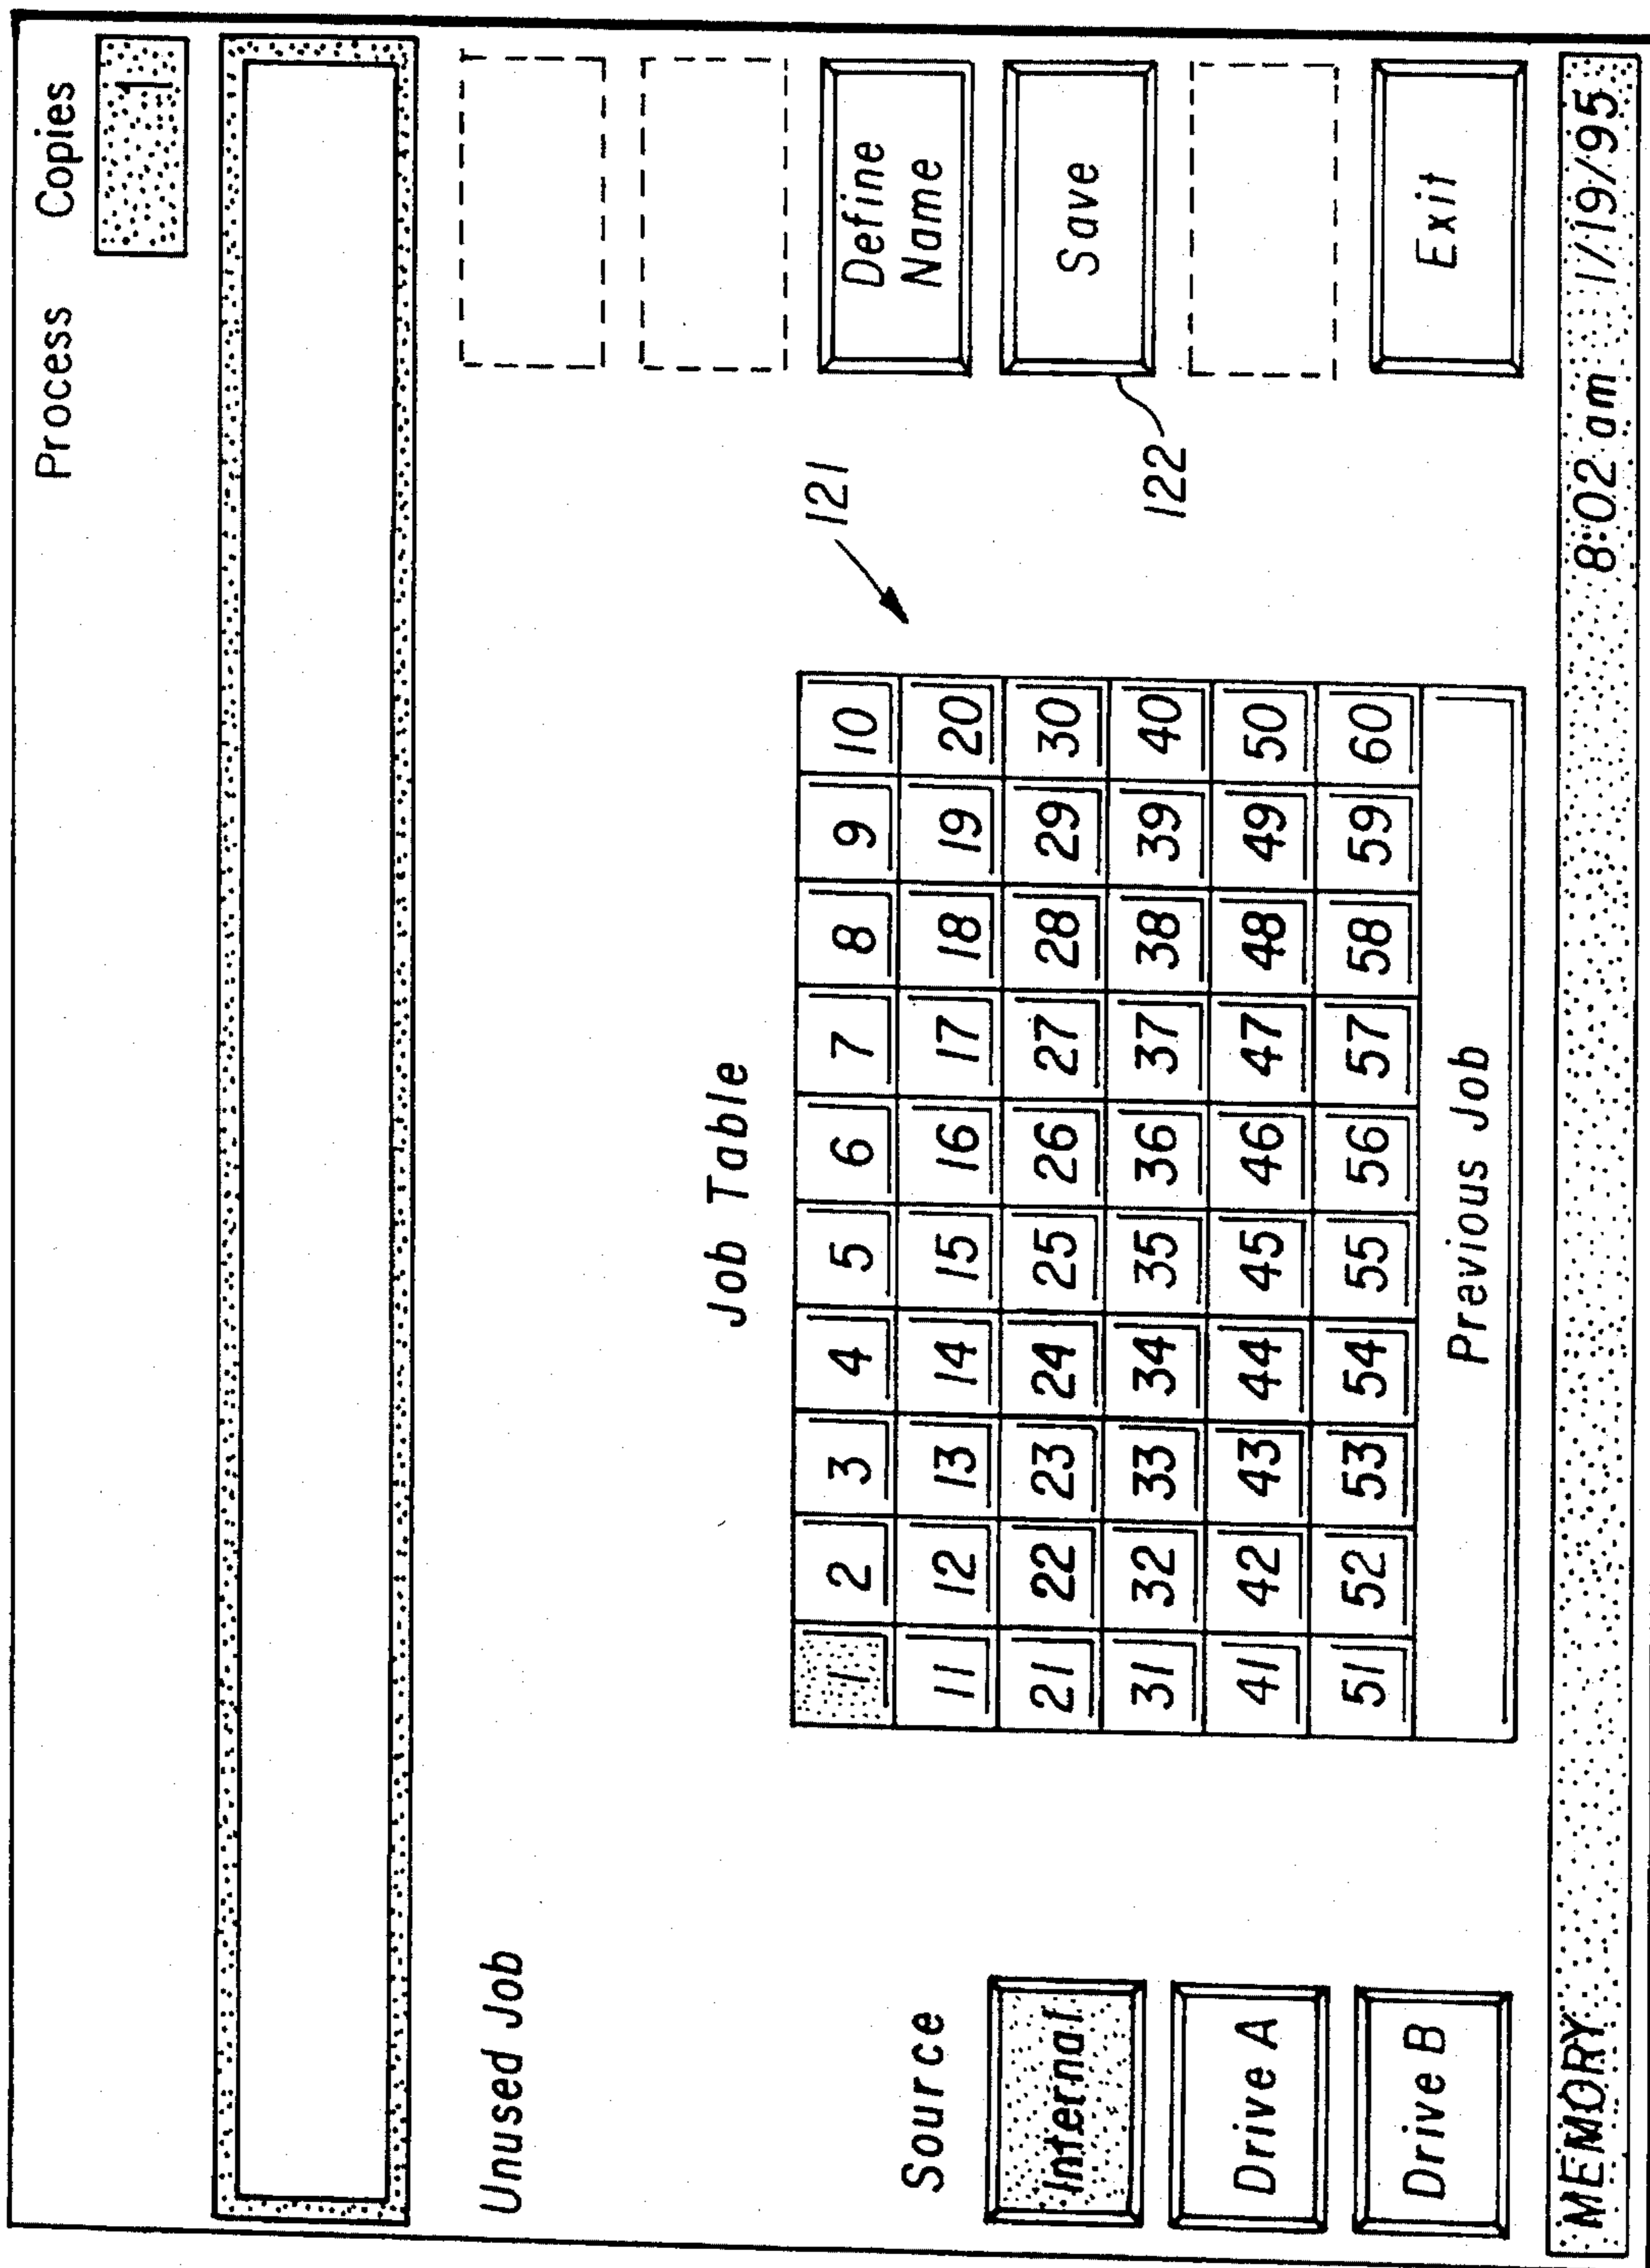 Process Copies
1
Unused Job
Define
Name
Job Table
121
Source
Save
122
Internal
Drive A
Drive B
1 2 3 4 5 6 7 8 9 10
11 12 13 14 15 16 17 18 19 20
21 22 23 24 25 26 27 28 29 30
31 32 33 34 35 36 37 38 39 40
41 42 43 44 45 46 47 48 49 50
51 52 53 54 55 56 57 58 59 60
Previous Job
Exit
MEMORY 8:02 am 1/19/95